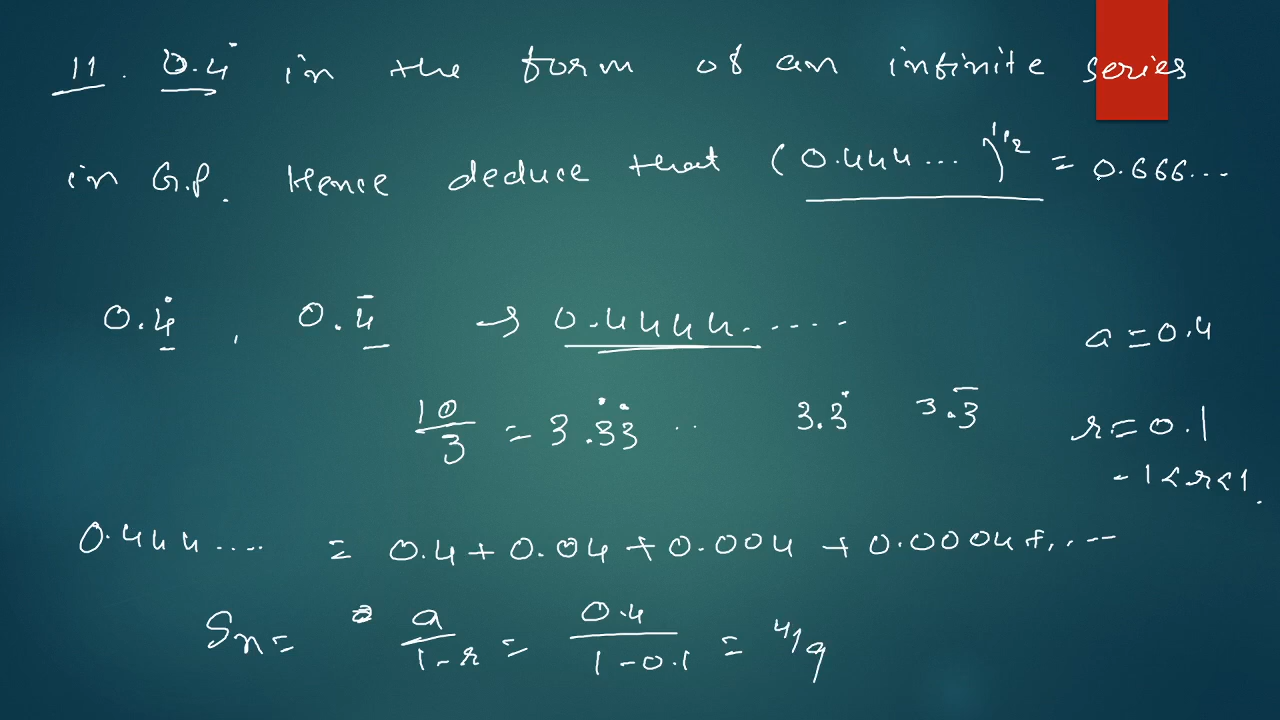 11. 0.4̇ in the form of an infinite series
in G.P. Hence deduce that (0.444...)^1/2 = 0.666...
0.4̇ , 0.4̄ → 0.4444......
a = 0.4
10/3 = 3.3̇3̇ .. 3.3̇ 3.3̄
r = 0.1
-1<r<1.
0.444.... = 0.4 + 0.04 + 0.004 + 0.0004 + ....
Sn = a/1-r = 0.4/1-0.1 = 4/9